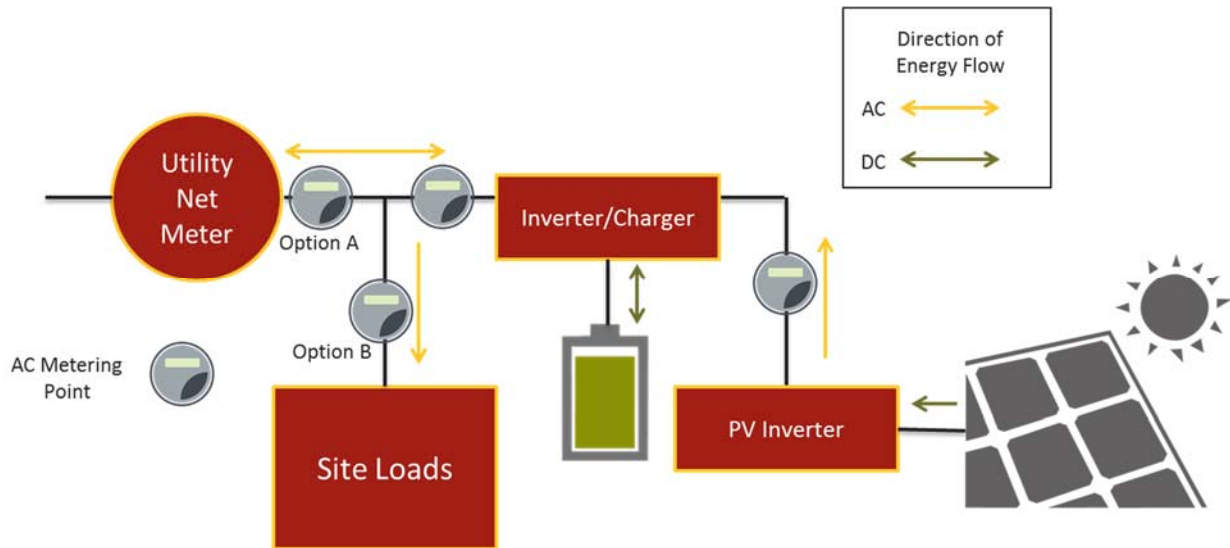 Direction of
Energy Flow
AC
DC
Utility
Net
Meter
Option A
Inverter/Charger
Option B
AC Metering
Point
Site Loads
PV Inverter